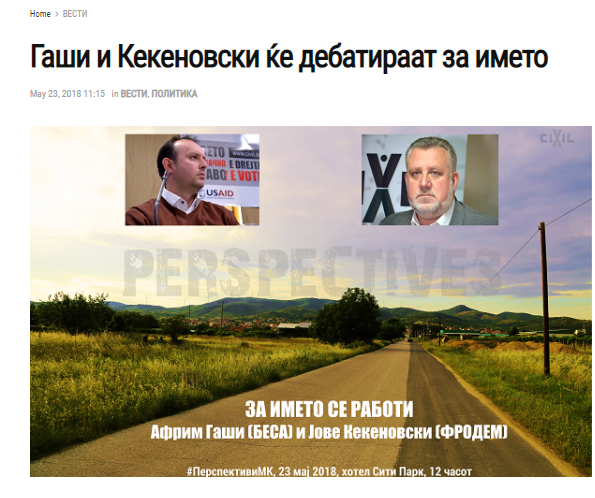 Home > ВЕСТИ
Гаши и Кекеновски ќе дебатираат за името
May 23, 2018 11:15 in ВЕСТИ, ПОЛИТИКА
CIVIL
USAID
PERSPECTIVES
ЗА ИМЕТО СЕ РАБОТИ
Африм Гаши (БЕСА) и Јове Кекеновски (ФРОДЕМ)
#ПерспективиМК, 23 мај 2018, хотел Сити Парк, 12 часот